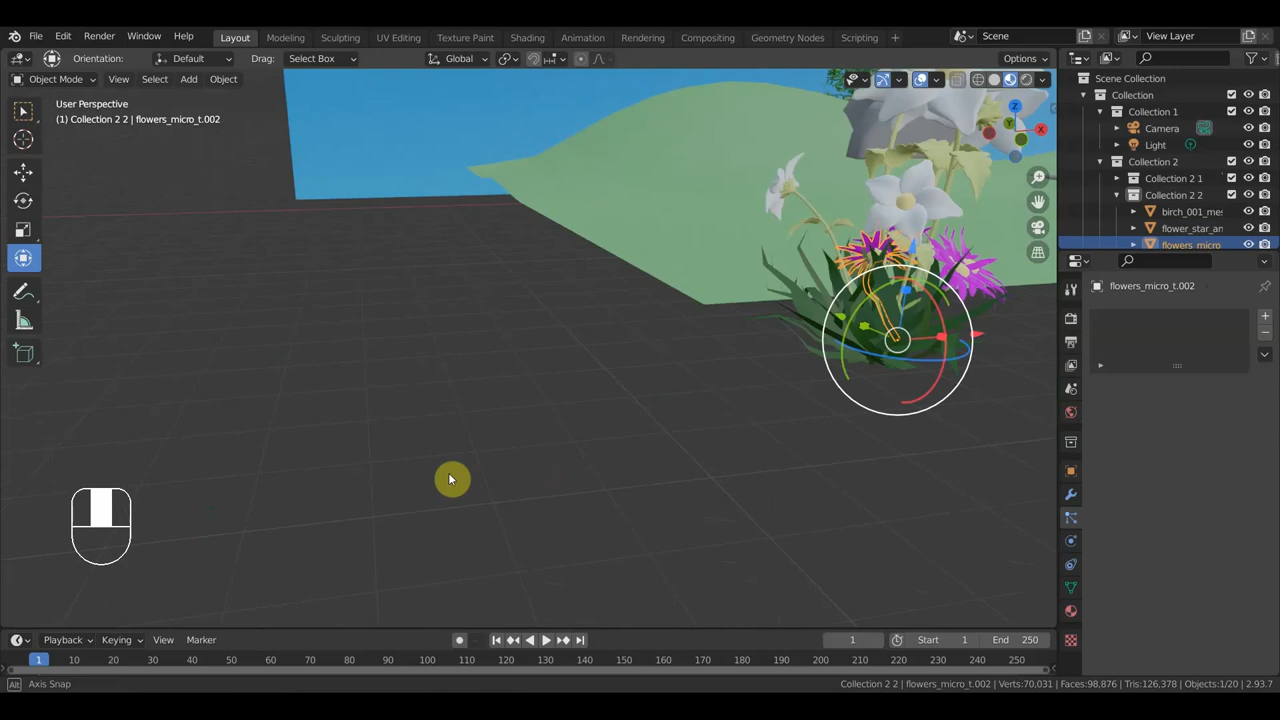 File Edit Render Window Help Layout Modeling Sculpting UV Editing Texture Paint Shading Animation Rendering Compositing Geometry Nodes Scripting + Scene View Layer
Orientation: Default Drag: Select Box Global Options
Object Mode View Select Add Object
Scene Collection
Collection
Collection 1
Camera
Light
Collection 2
Collection 2 1
Collection 2 2
birch_001_mes
flower_star_an
flowers_micro
User Perspective
(1) Collection 2 2 | flowers_micro_t.002
Z
Y
X
flowers_micro_t.002
Playback Keying View Marker 1 Start 1 End 250
1 10 20 30 40 50 60 70 80 90 100 110 120 130 140 150 160 170 180 190 200 210 220 230 240 250
Alt Axis Snap Collection 2 2 | flowers_micro_t.002 | Verts:70,031 | Faces:98,876 | Tris:126,378 | Objects:1/20 | 2.93.7